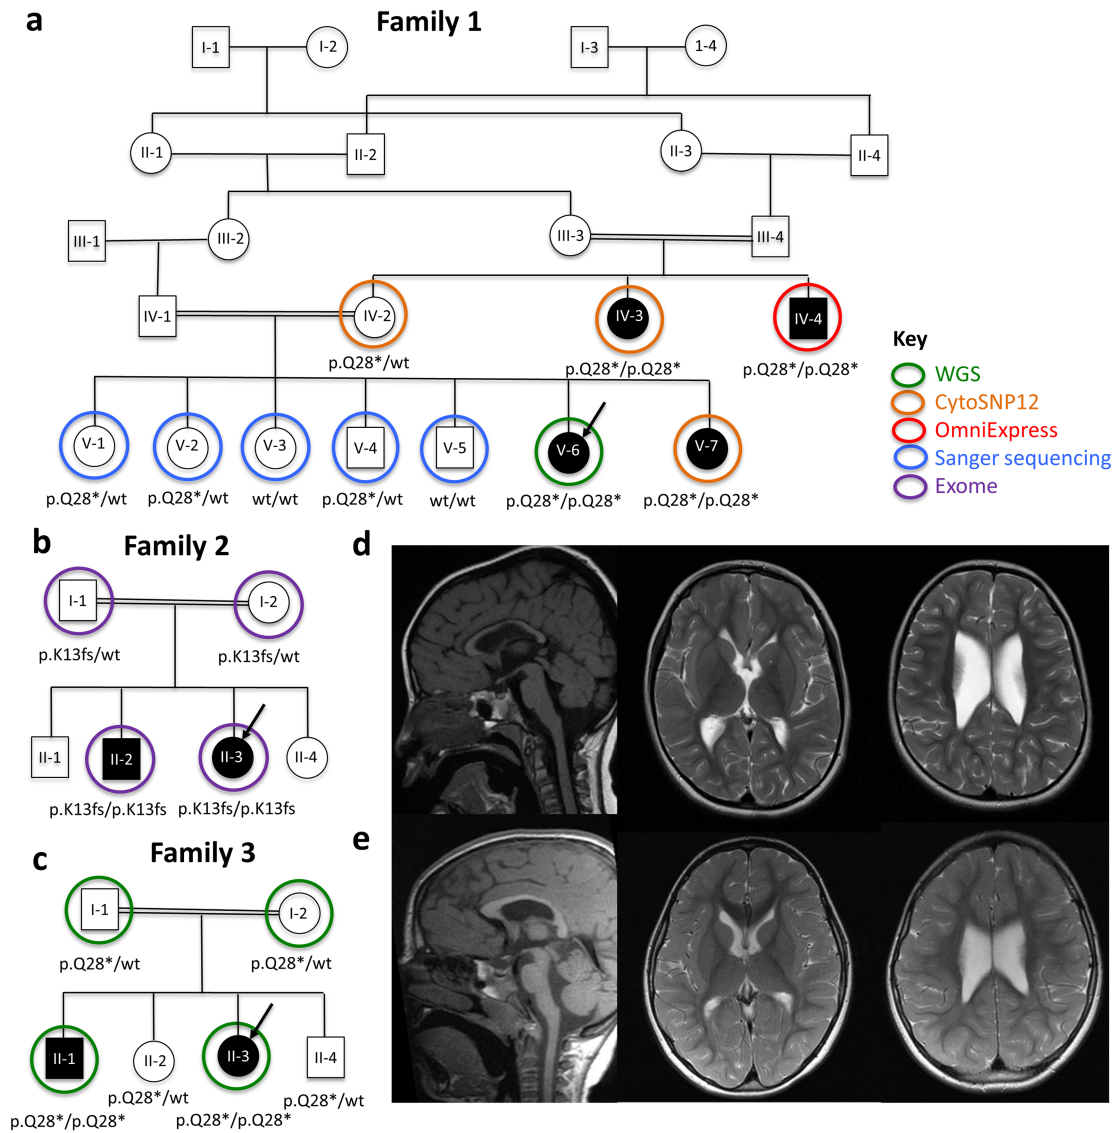 a
Family 1
I-1
I-2
I-3
1-4
II-1
II-2
II-3
II-4
III-1
III-2
III-3
III-4
IV-1
IV-2
IV-3
IV-4
p.Q28*/wt
p.Q28*/p.Q28*
p.Q28*/p.Q28*
Key
WGS
CytoSNP12
OmniExpress
Sanger sequencing
Exome
V-1
V-2
V-3
V-4
V-5
V-6
V-7
p.Q28*/wt
p.Q28*/wt
wt/wt
p.Q28*/wt
wt/wt
p.Q28*/p.Q28*
p.Q28*/p.Q28*
b
Family 2
I-1
I-2
p.K13fs/wt
p.K13fs/wt
II-1
II-2
II-3
II-4
p.K13fs/p.K13fs
p.K13fs/p.K13fs
c
Family 3
I-1
I-2
p.Q28*/wt
p.Q28*/wt
II-1
II-2
II-3
II-4
p.Q28*/p.Q28*
p.Q28*/wt
p.Q28*/p.Q28*
p.Q28*/wt
d
e